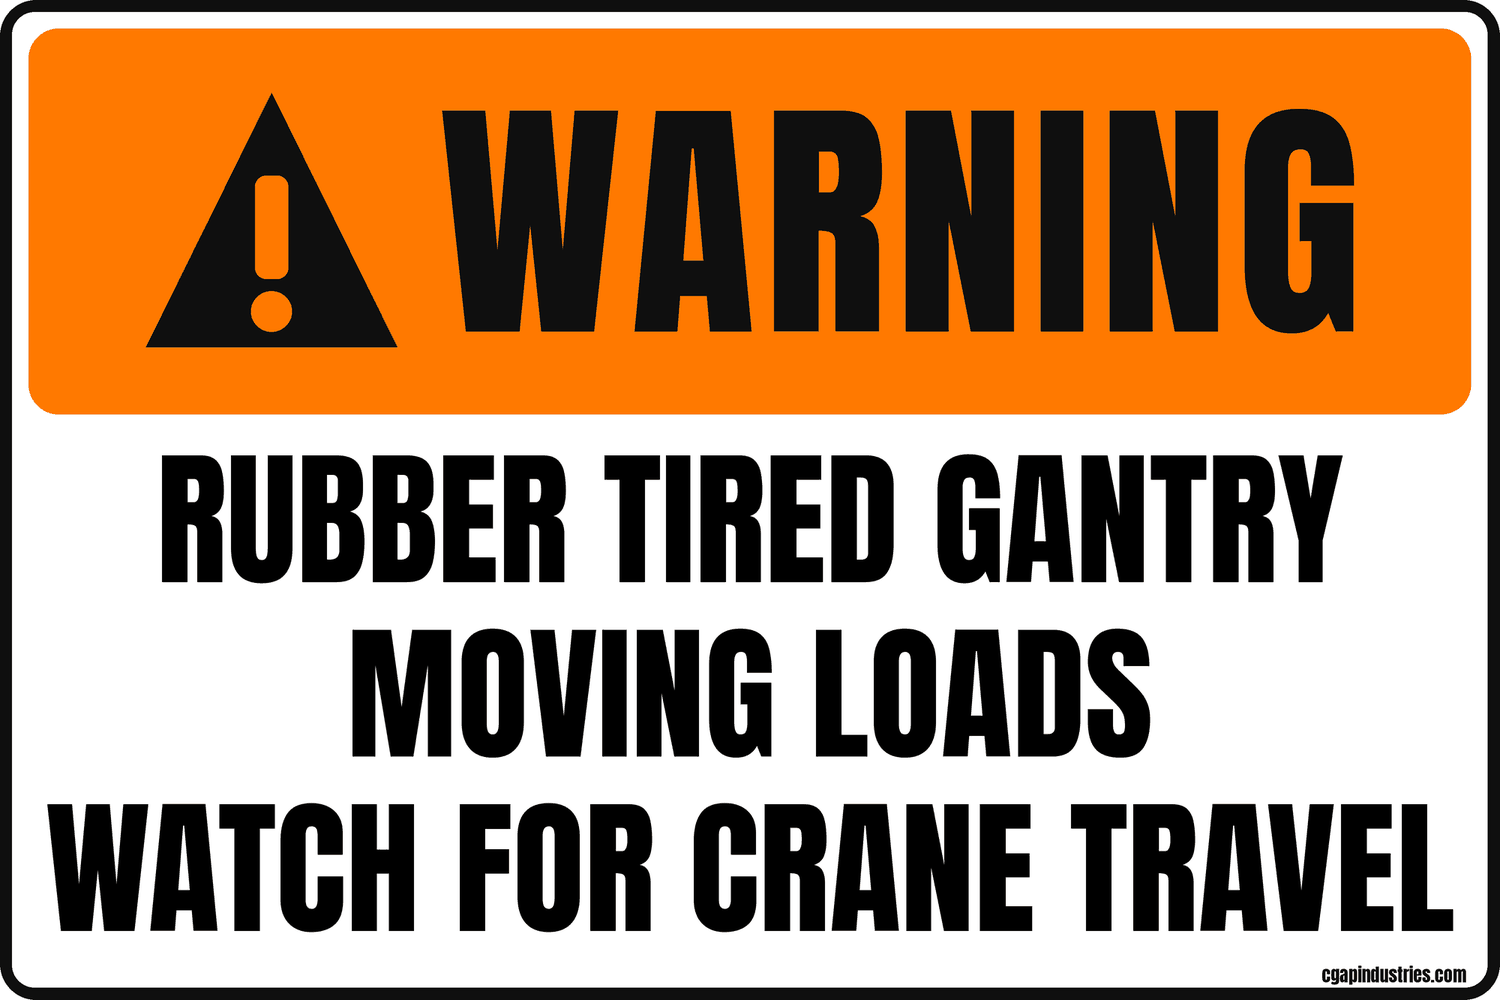 WARNING
RUBBER TIRED GANTRY
MOVING LOADS
WATCH FOR CRANE TRAVEL
cgapindustries.com